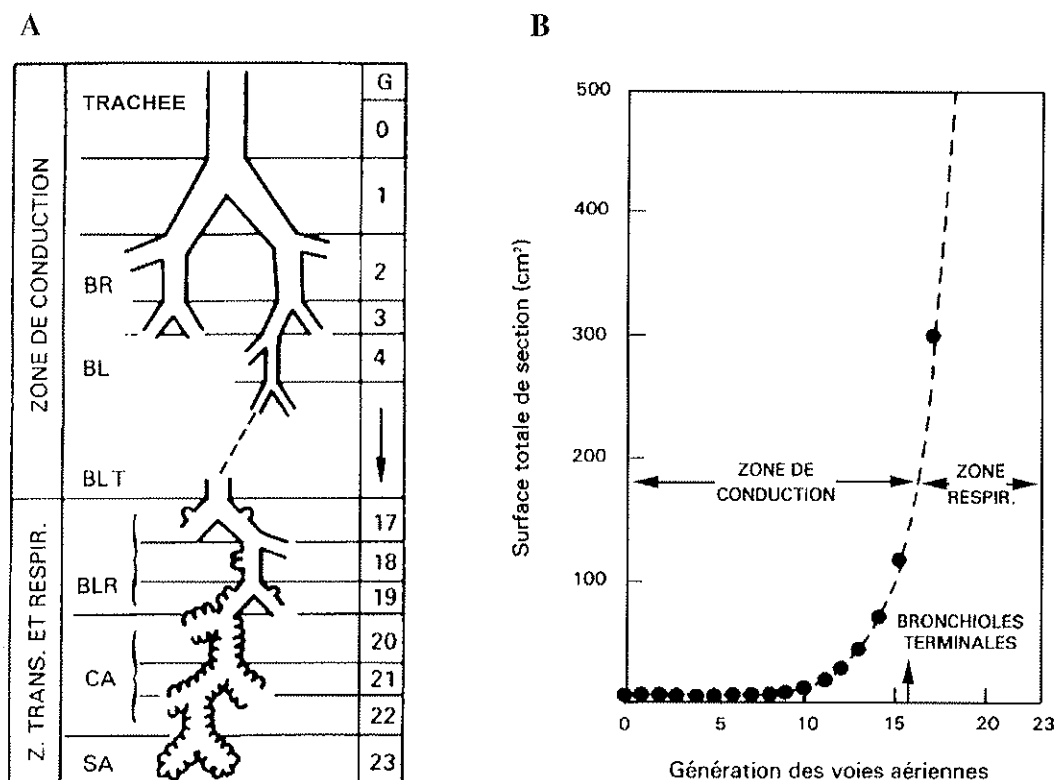 A
ZONE DE CONDUCTION
Z. TRANS. ET RESPIR.
TRACHEE
BR
BL
BLT
BLR
CA
SA
G
0
1
2
3
4
17
18
19
20
21
22
23
B
Surface totale de section (cm²)
500
400
300
200
100
ZONE DE
CONDUCTION
ZONE
RESPIR.
BRONCHIOLES
TERMINALES
0
5
10
15
20
23
Génération des voies aériennes